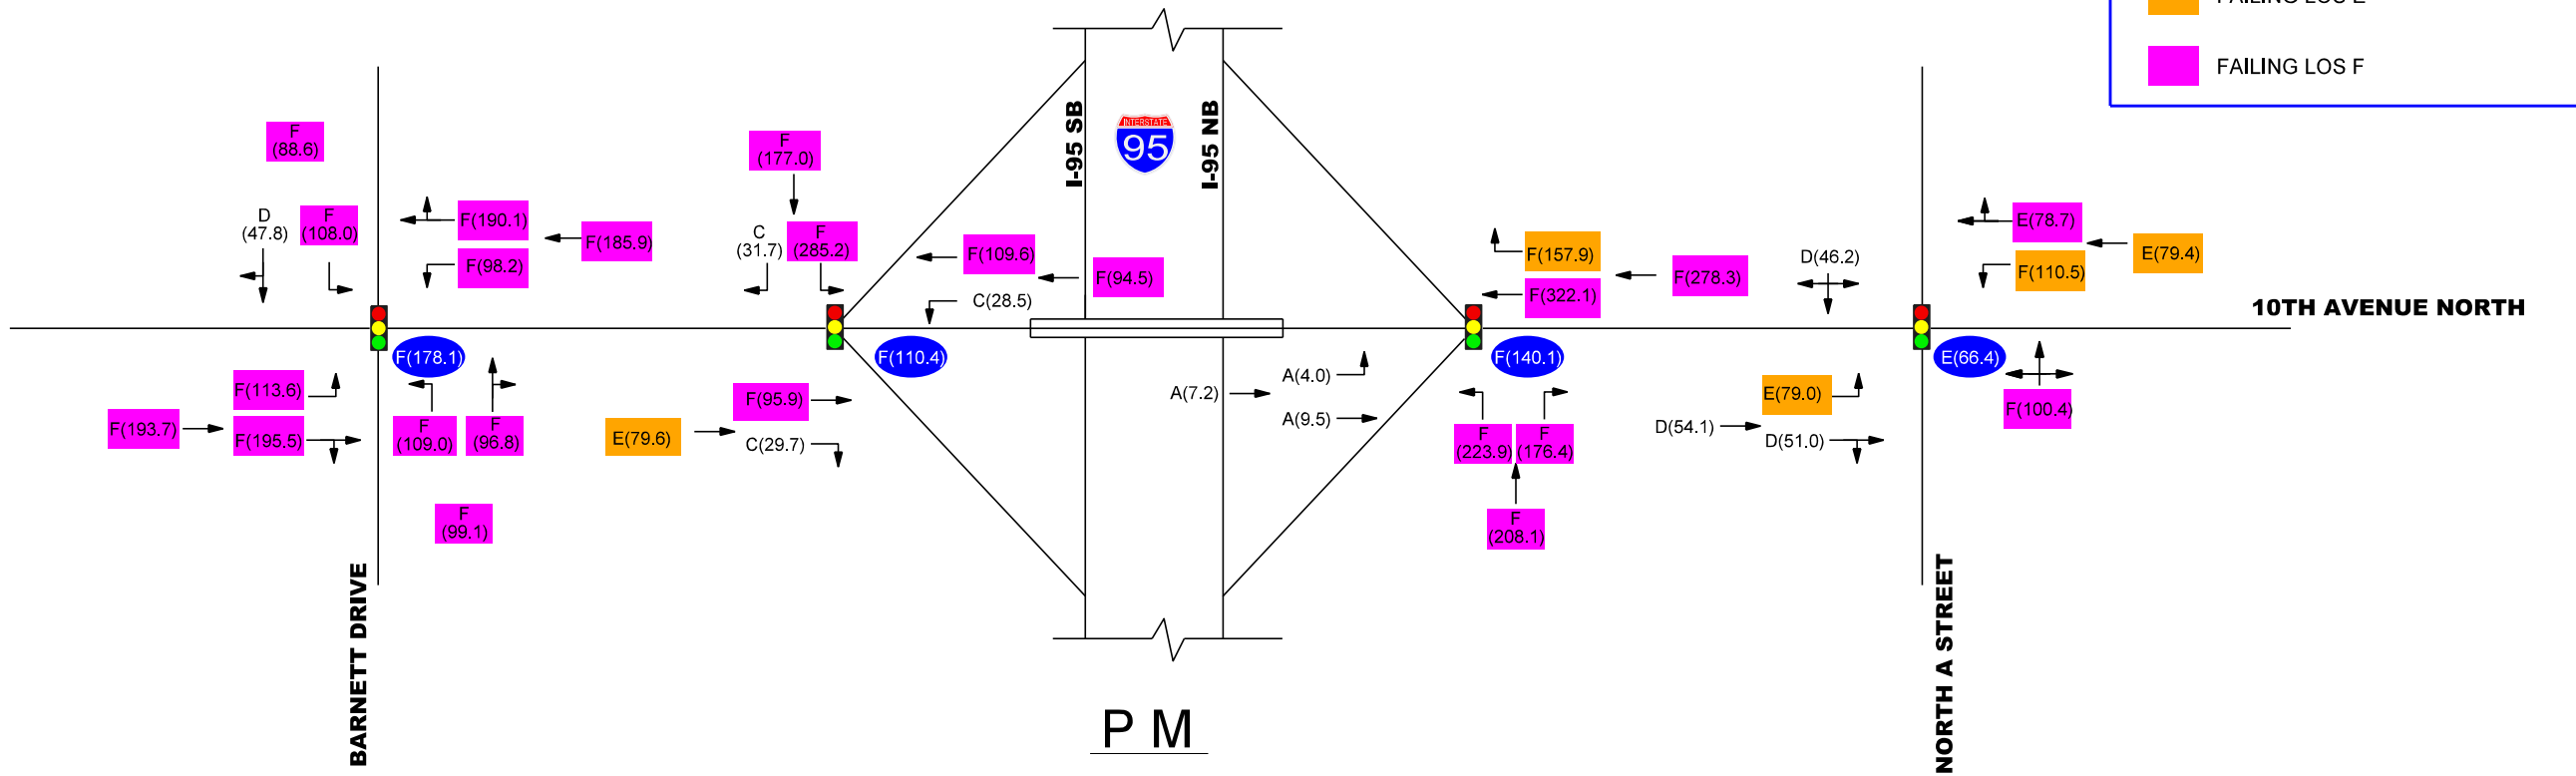 FAILING LOS E
FAILING LOS F
I-95 SB
INTERSTATE
95
I-95 NB
F
(88.6)
D
(47.8)
F
(108.0)
F(190.1)
F(98.2)
F(185.9)
F
(177.0)
C
(31.7)
F
(285.2)
F(109.6)
F(94.5)
C(28.5)
F(157.9)
F(322.1)
F(278.3)
D(46.2)
E(78.7)
F(110.5)
E(79.4)
10TH AVENUE NORTH
F(178.1)
F(110.4)
F(140.1)
E(66.4)
F(193.7)
F(113.6)
F(195.5)
F
(109.0)
F
(96.8)
F
(99.1)
E(79.6)
F(95.9)
C(29.7)
A(7.2)
A(4.0)
A(9.5)
F
(223.9)
F
(176.4)
F
(208.1)
D(54.1)
E(79.0)
D(51.0)
F(100.4)
BARNETT DRIVE
NORTH A STREET
P M